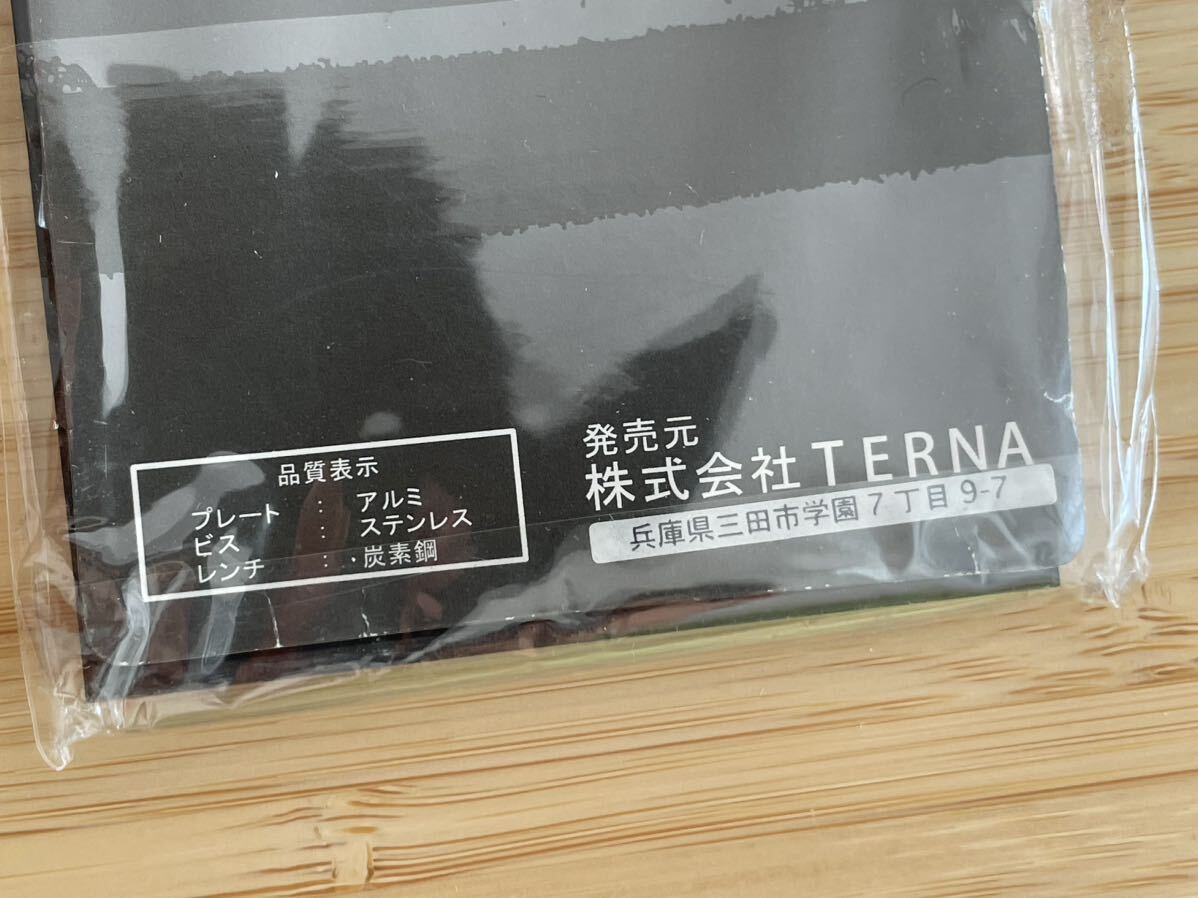 品質表示
プレート : アルミ
ビス : ステンレス
レンチ : 炭素鋼
発売元
株式会社TERNA
兵庫県三田市学園7丁目9-7